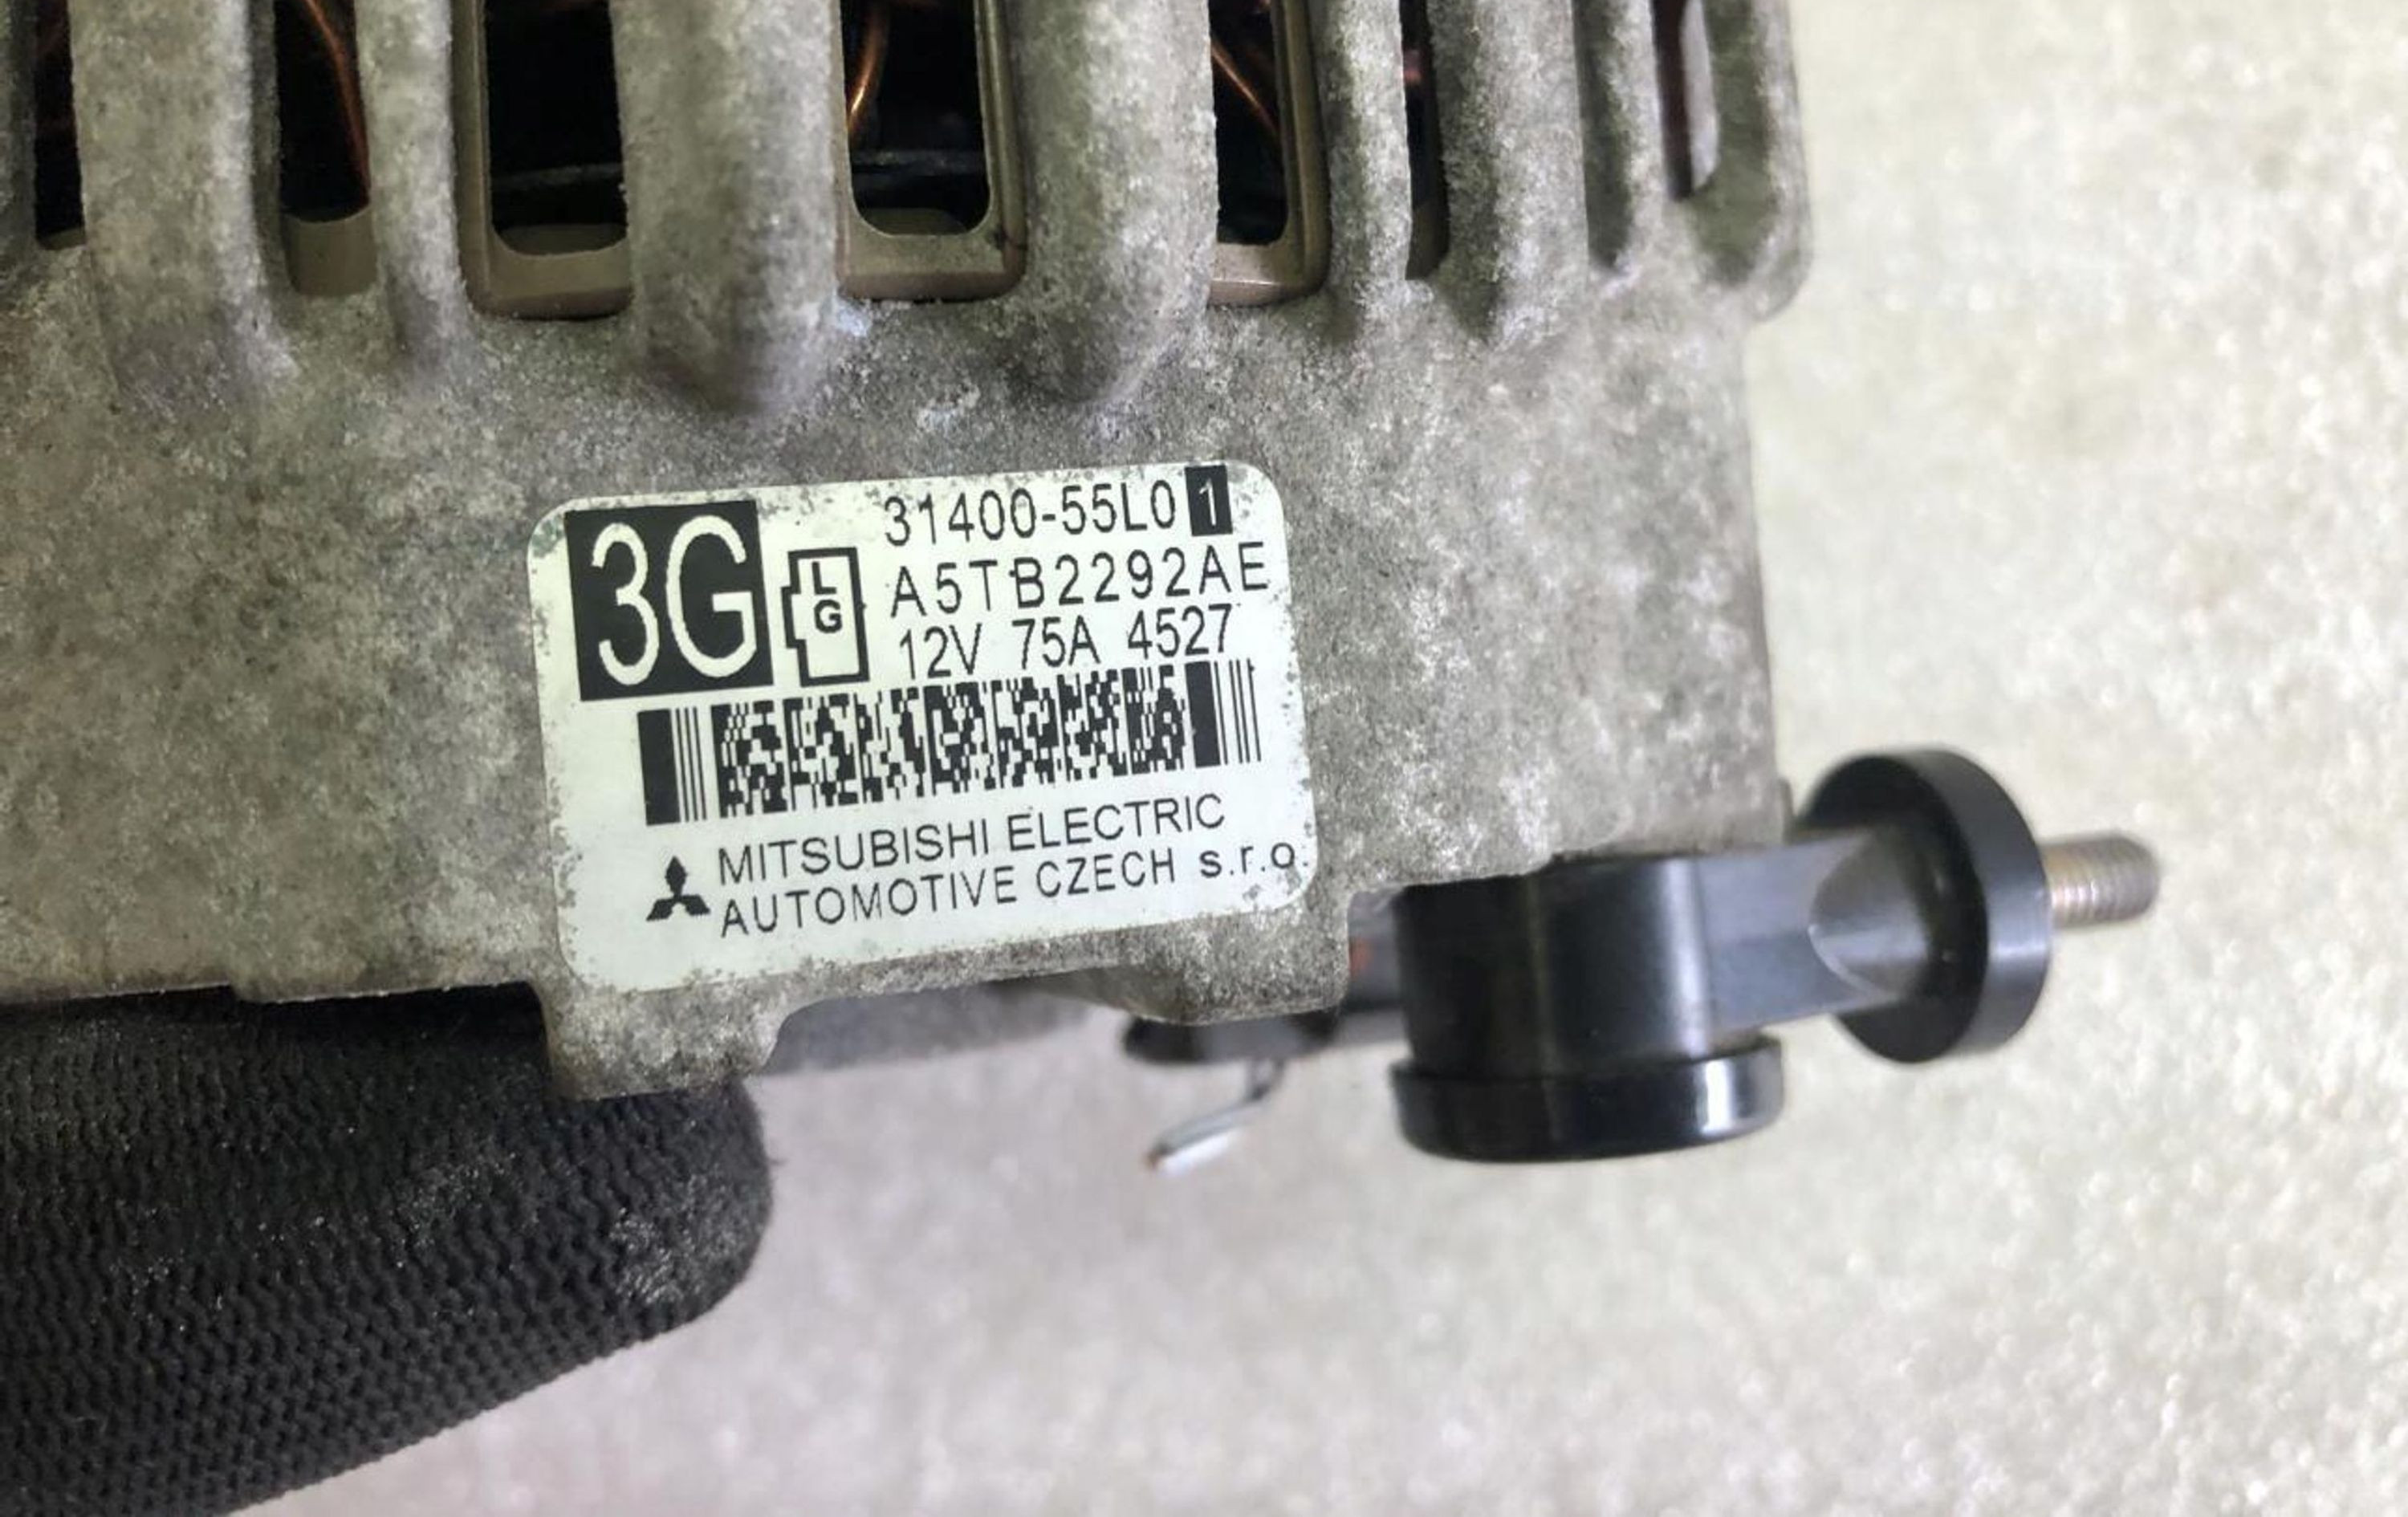 3G
L
G
31400-55L0 1
A5TB2292AE
12V 75A 4527
MITSUBISHI ELECTRIC
AUTOMOTIVE CZECH s.r.o.